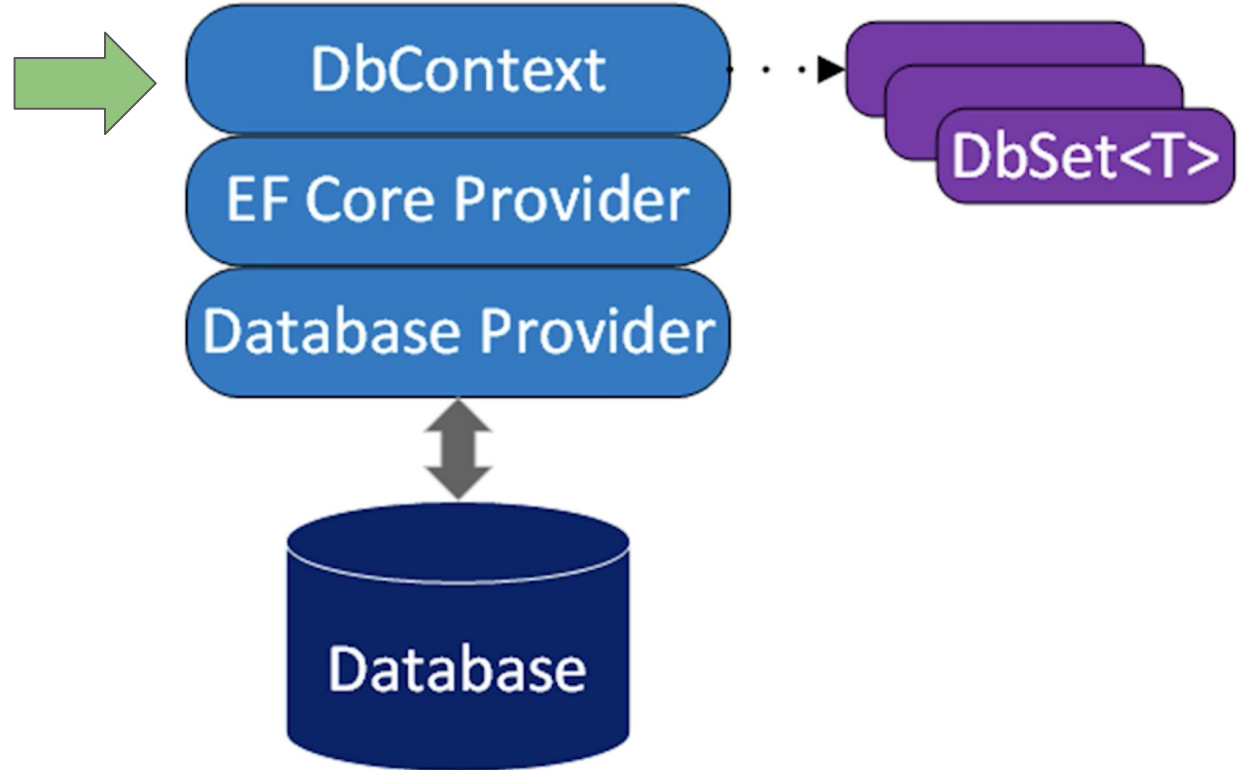 DbContext
DbSet<T>
EF Core Provider
Database Provider
Database